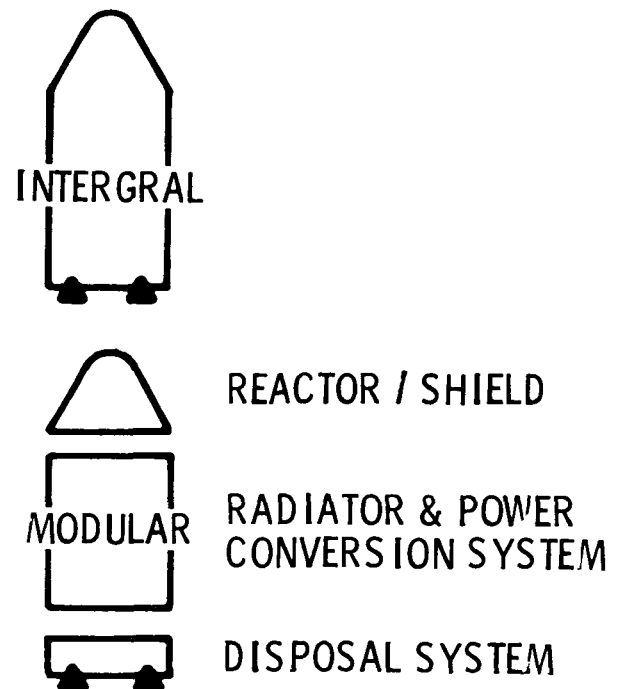 INTERGRAL
REACTOR / SHIELD
MODULAR
RADIATOR & POWER
CONVERSION SYSTEM
DISPOSAL SYSTEM